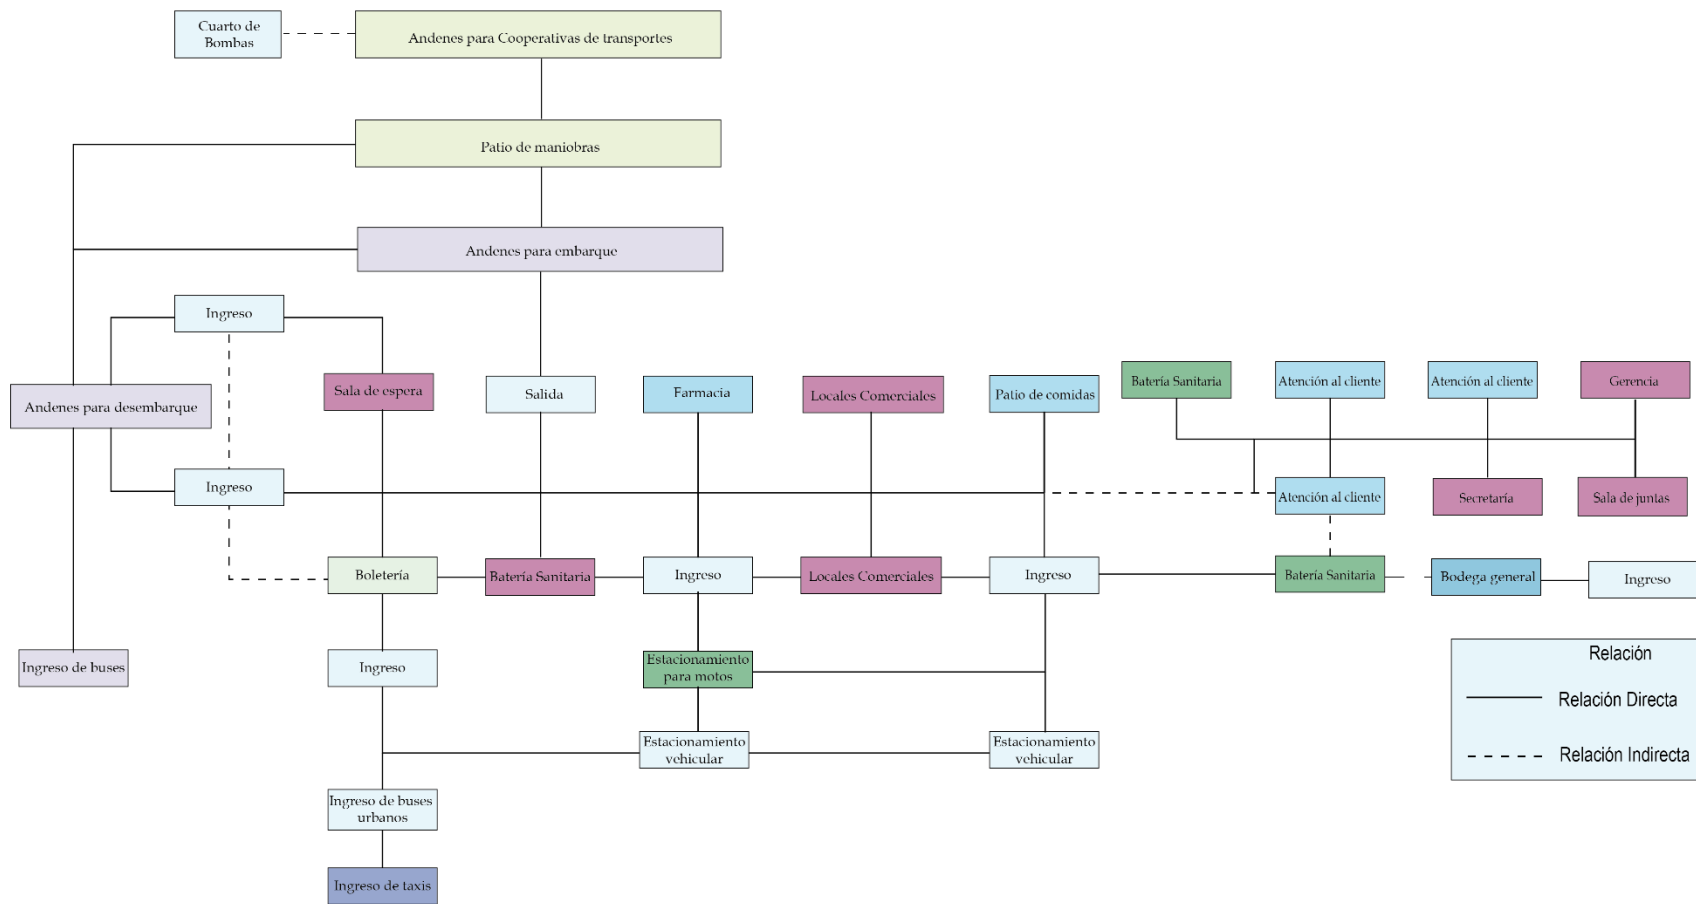 Cuarto de
Bombas
Andenes para Cooperativas de transportes
Patio de maniobras
Andenes para embarque
Ingreso
Andenes para desembarque
Sala de espera
Salida
Farmacia
Locales Comerciales
Patio de comidas
Batería Sanitaria
Atención al cliente
Atención al cliente
Gerencia
Ingreso
Atención al cliente
Secretaría
Sala de juntas
Boletería
Batería Sanitaria
Ingreso
Locales Comerciales
Ingreso
Batería Sanitaria
Bodega general
Ingreso
Ingreso de buses
Ingreso
Estacionamiento
para motos
Estacionamiento
vehicular
Estacionamiento
vehicular
Relación
Relación Directa
Relación Indirecta
Ingreso de buses
urbanos
Ingreso de taxis